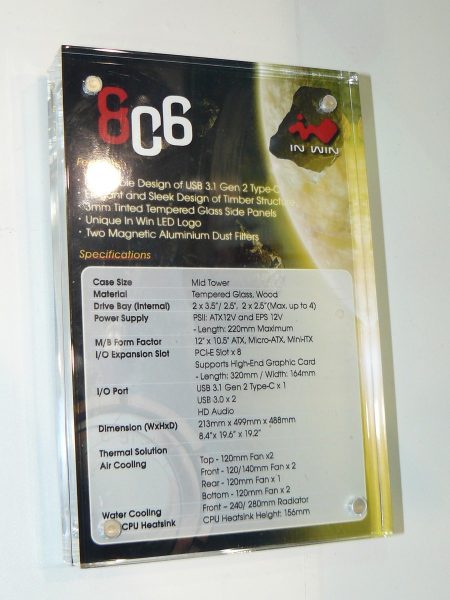 806
IN WIN
Design of USB 3.1 Gen 2 Type-C
and Sleek Design of Timber Structure
3mm Tinted Tempered Glass Side Panels
· Unique In Win LED Logo
· Two Magnetic Aluminium Dust Filters
Specifications
Case Size Mid Tower
Material Tempered Glass, Wood
Drive Bay (Internal) 2 x 3.5"/ 2.5", 2 x 2.5"(Max. up to 4)
Power Supply PSII: ATX12V and EPS 12V
- Length: 220mm Maximum
M/B Form Factor 12" x 10.5" ATX, Micro-ATX, Mini-ITX
I/O Expansion Slot PCI-E Slot x 8
Supports High-End Graphic Card
- Length: 320mm / Width: 164mm
I/O Port USB 3.1 Gen 2 Type-C x 1
USB 3.0 x 2
HD Audio
Dimension (WxHxD) 213mm x 499mm x 488mm
8.4"x 19.6" x 19.2"
Thermal Solution
Air Cooling Top - 120mm Fan x2
Front - 120/140mm Fan x 2
Rear - 120mm Fan x 1
Bottom - 120mm Fan x 2
Water Cooling Front - 240/ 280mm Radiator
CPU Heatsink CPU Heatsink Height: 156mm